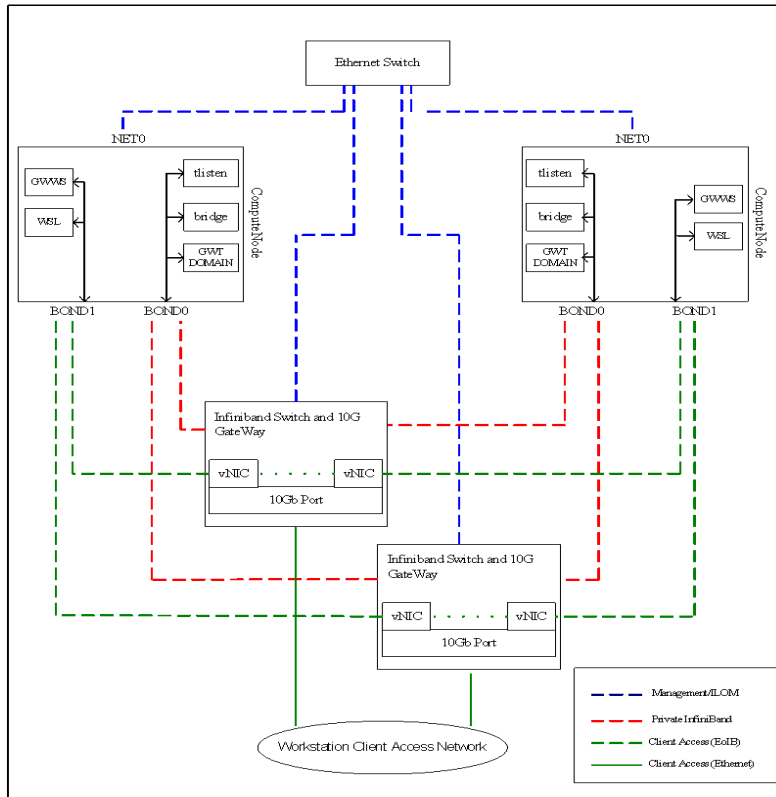 Ethernet Switch
NET0
NET0
GWWS
WSL
tlisten
bridge
GWT
DOMAIN
ComputeNode
tlisten
bridge
GWT
DOMAIN
GWWS
WSL
ComputeNode
BOND1
BOND0
BOND0
BOND1
Infiniband Switch and 10G
GateWay
vNIC
vNIC
10Gb Port
Infiniband Switch and 10G
GateWay
vNIC
vNIC
10Gb Port
Workstation Client Access Network
Management/ILOM
Private InfiniBand
Client Access (EoIB)
Client Access (Ethernet)